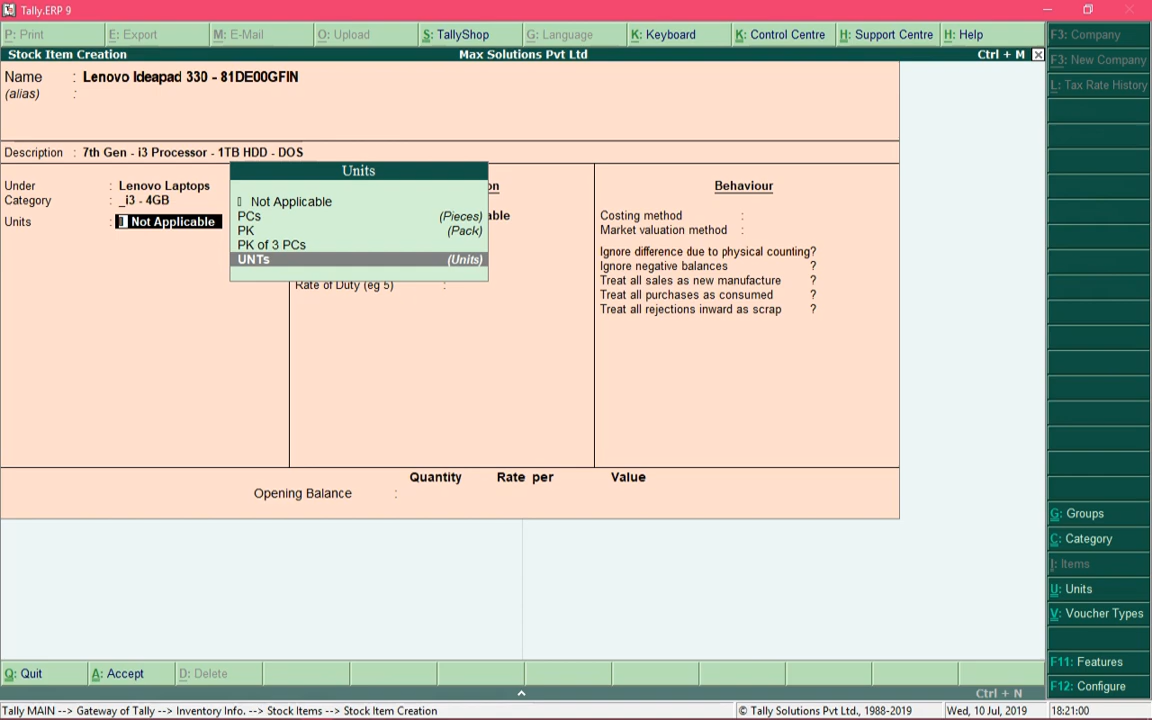 Tally.ERP 9
P: Print E: Export M: E-Mail O: Upload S: TallyShop G: Language K: Keyboard K: Control Centre H: Support Centre H: Help
F3: Company
Stock Item Creation Max Solutions Pvt Ltd Ctrl + M
F3: New Company
L: Tax Rate History
Name : Lenovo Ideapad 330 - 81DE00GFIN
(alias) :
Description : 7th Gen - i3 Processor - 1TB HDD - DOS
Units
Under : Lenovo Laptops
Category : _i3 - 4GB
Units : Not Applicable
Not Applicable
PCs (Pieces)
PK (Pack)
PK of 3 PCs
UNTs (Units)
Rate of Duty (eg 5) :
Behaviour
Costing method :
Market valuation method :
Ignore difference due to physical counting?
Ignore negative balances ?
Treat all sales as new manufacture ?
Treat all purchases as consumed ?
Treat all rejections inward as scrap ?
Quantity Rate per Value
Opening Balance :
G: Groups
C: Category
I: Items
U: Units
V: Voucher Types
F11: Features
F12: Configure
Q: Quit A: Accept D: Delete
Ctrl + N
Tally MAIN --> Gateway of Tally --> Inventory Info. --> Stock Items --> Stock Item Creation © Tally Solutions Pvt Ltd., 1988-2019 Wed, 10 Jul, 2019 18:21:00